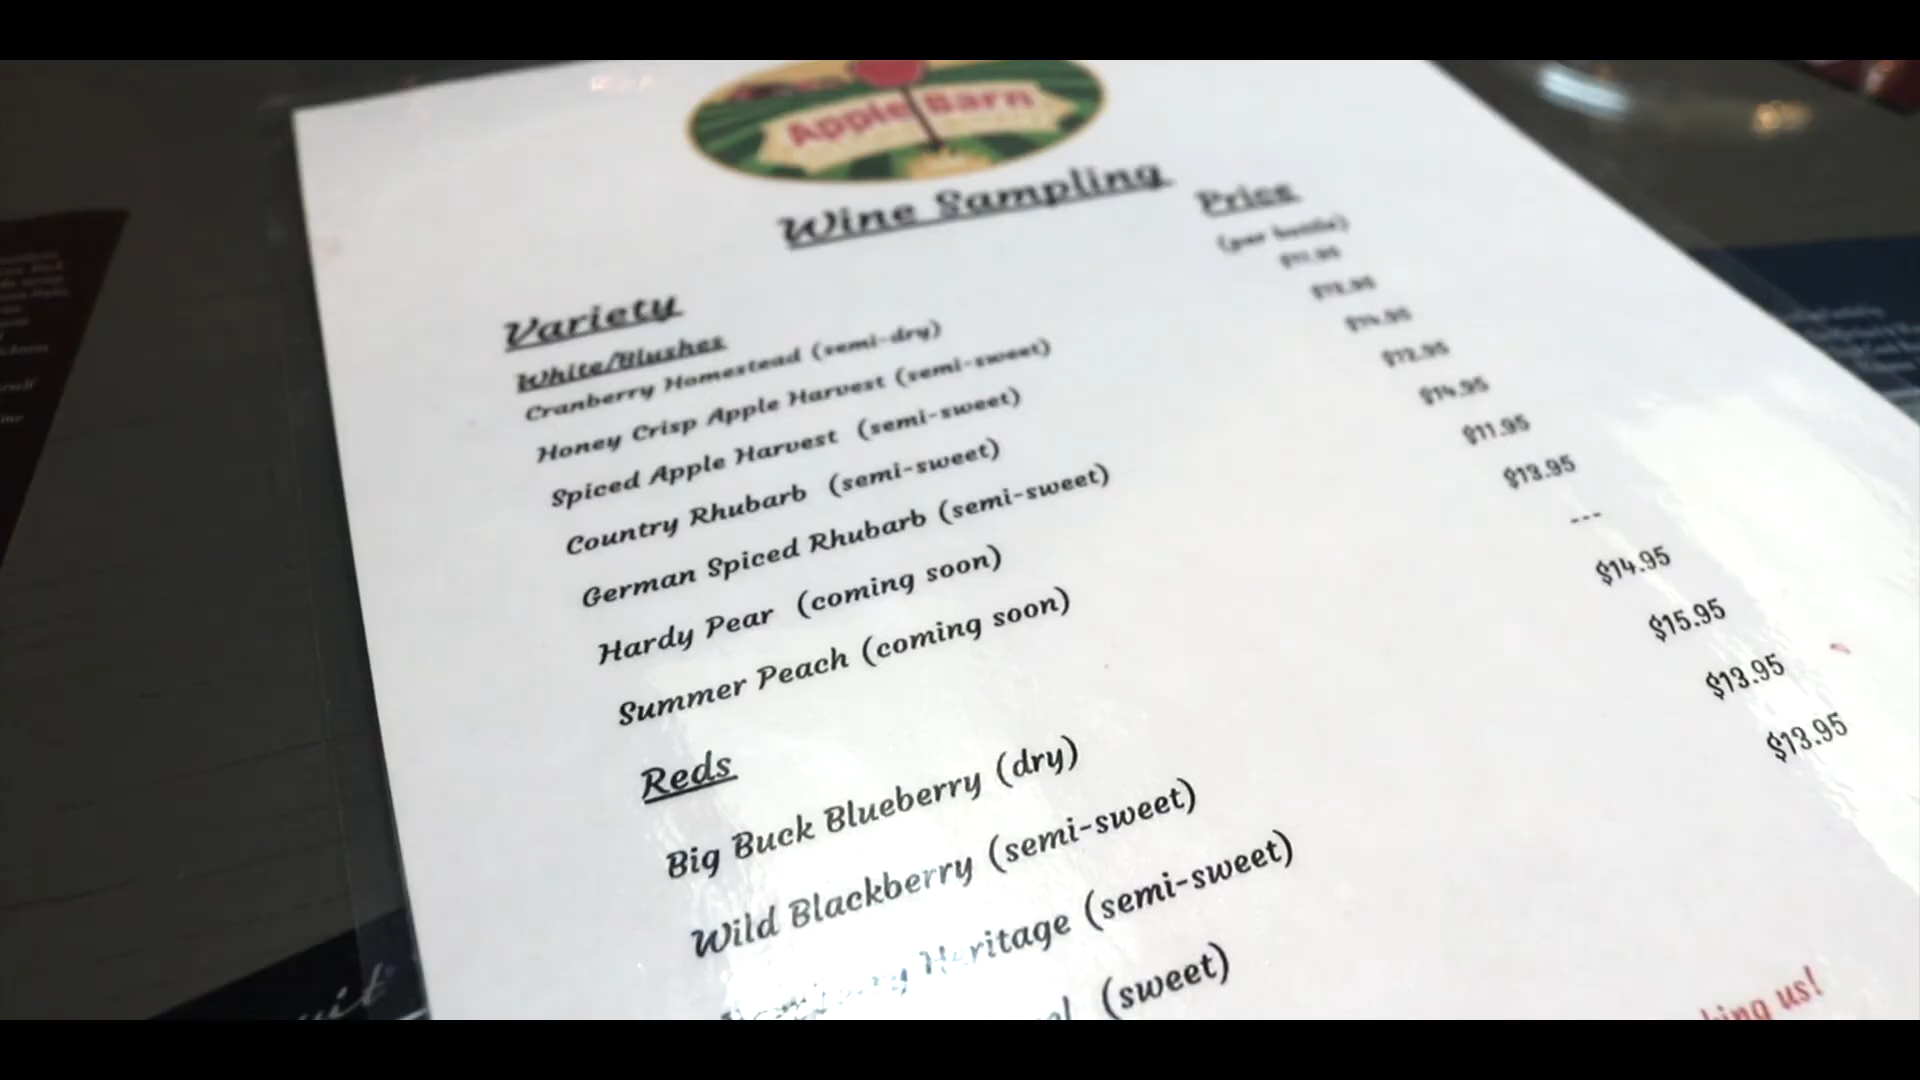 Apple Barn
Wine Sampling
Variety
Price
(per bottle)
White/Blushes
Cranberry Homestead (semi-dry)
$11.95
Honey Crisp Apple Harvest (semi-sweet)
Spiced Apple Harvest (semi-sweet)
$14.95
Country Rhubarb (semi-sweet)
$12.95
German Spiced Rhubarb (semi-sweet)
$14.95
Hardy Pear (coming soon)
$11.95
Summer Peach (coming soon)
$13.95
---
Reds
Big Buck Blueberry (dry)
$14.95
Wild Blackberry (semi-sweet)
$15.95
Heritage (semi-sweet)
$13.95
(sweet)
$13.95
us!